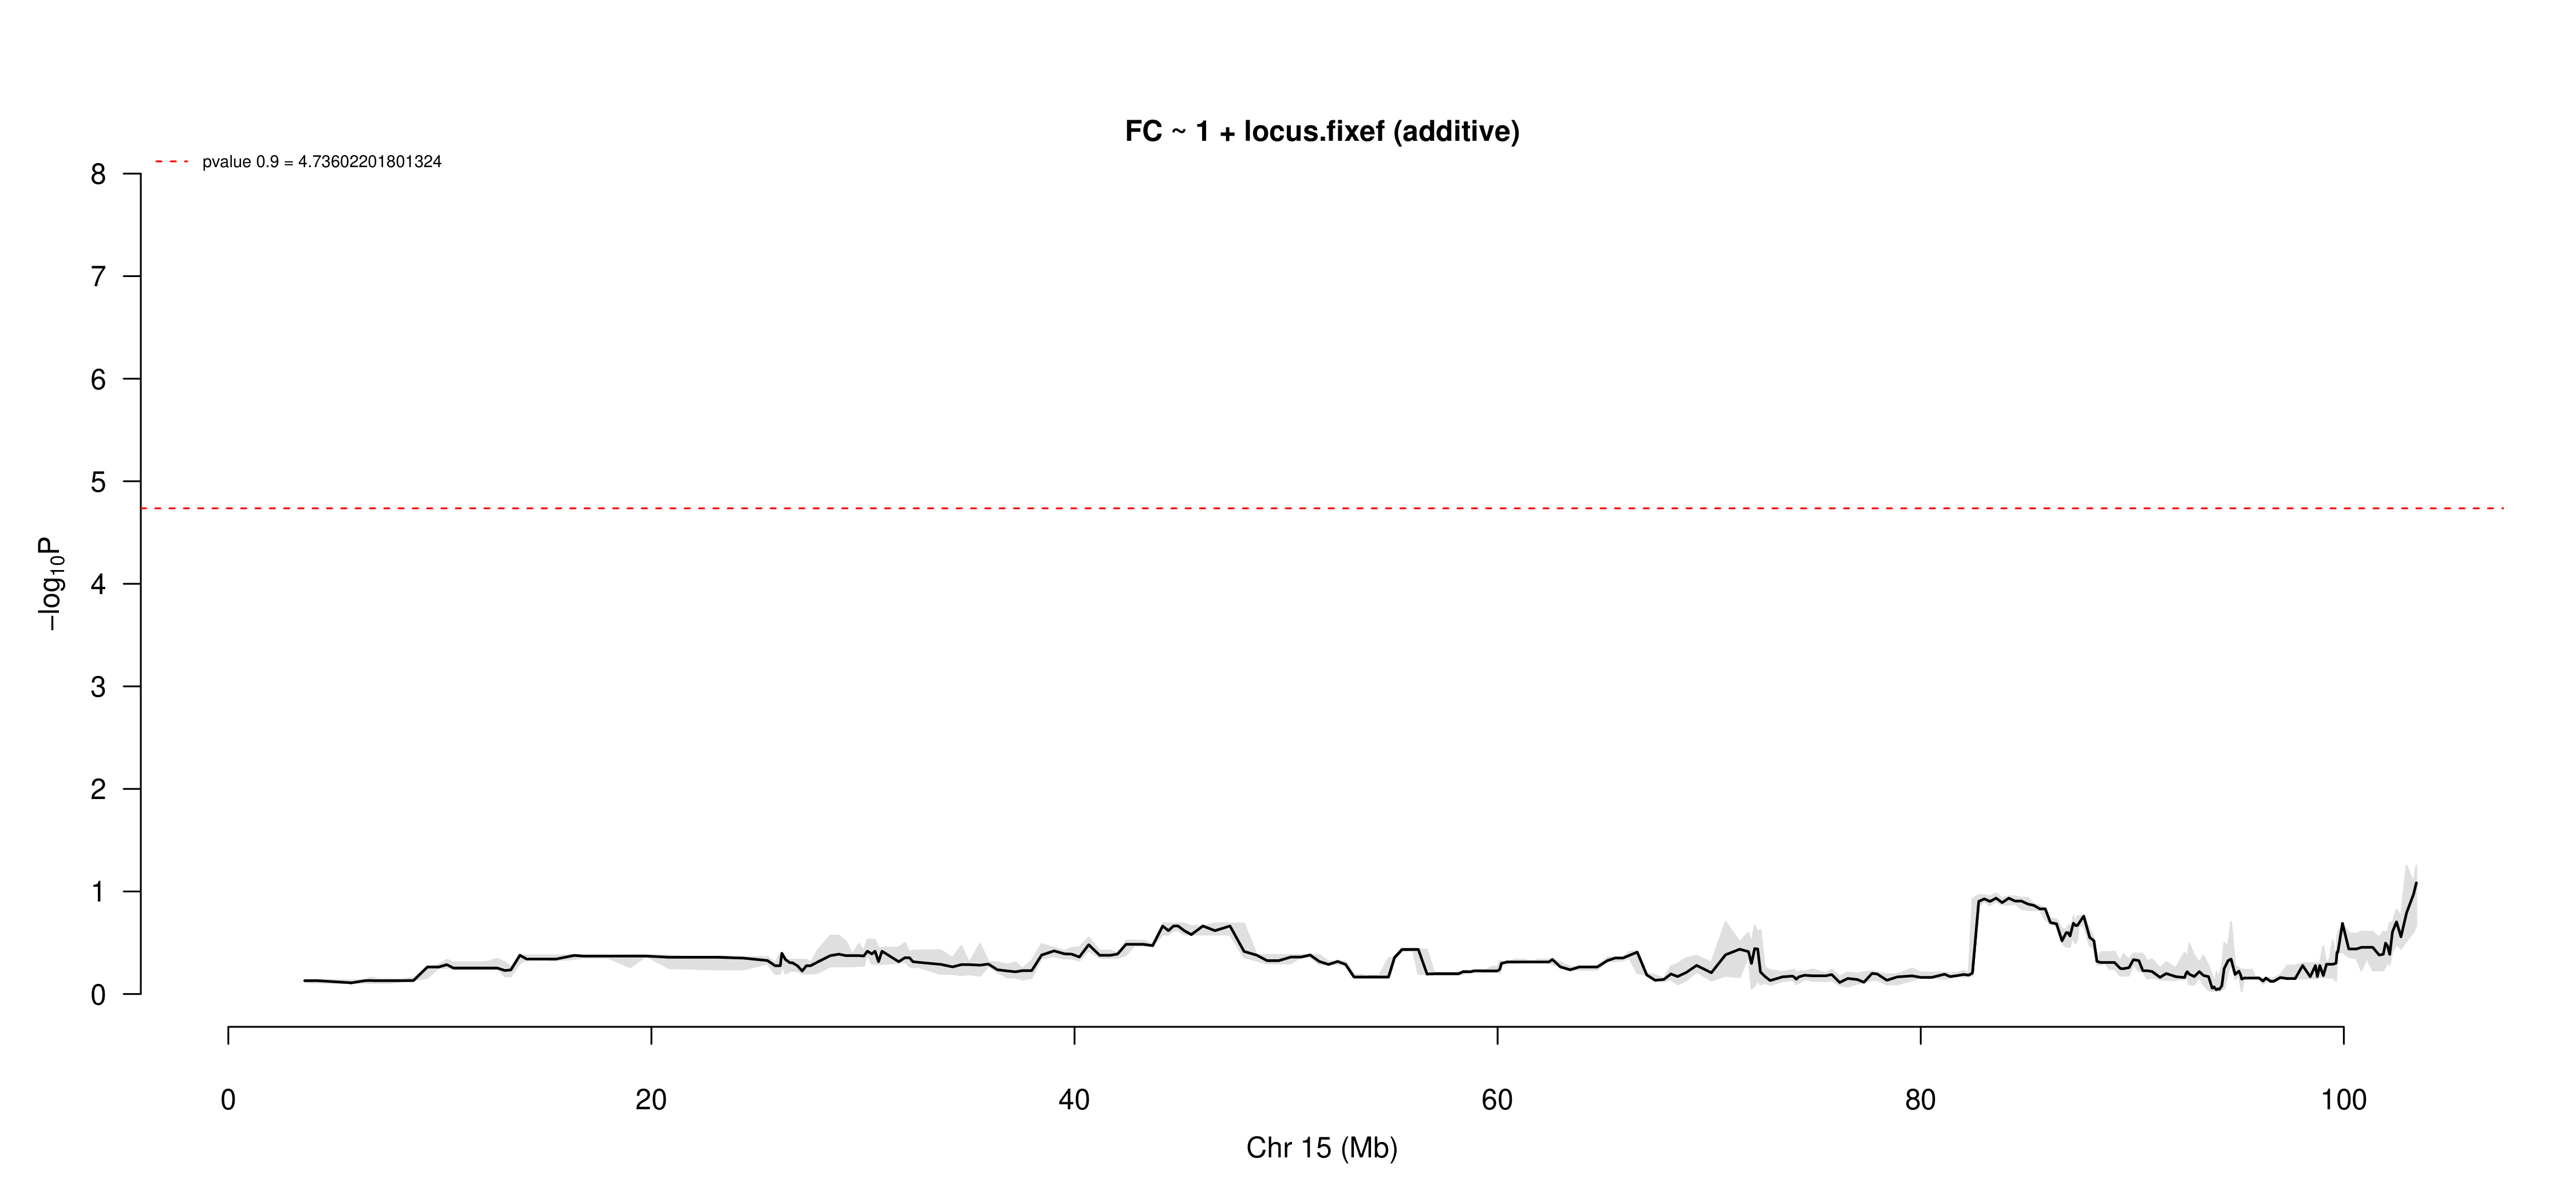 FC ~ 1 + locus.fixef (additive)
pvalue 0.9 = 4.73602201801324
8
7
6
5
4
3
2
1
0
−log10P
0 20 40 60 80 100
Chr 15 (Mb)